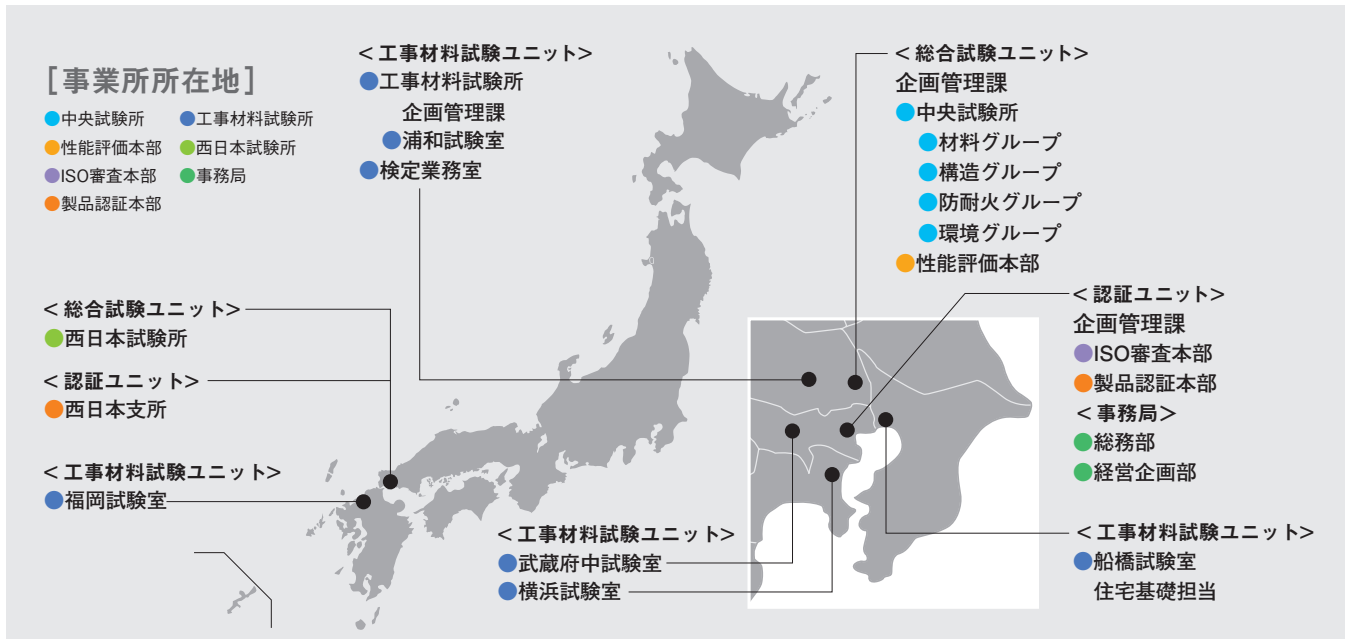 [事業所所在地]
●中央試験所 ●工事材料試験所
●性能評価本部 ●西日本試験所
●ISO審査本部 ●事務局
●製品認証本部
<工事材料試験ユニット>
●工事材料試験所
企画管理課
●浦和試験室
●検定業務室
<総合試験ユニット>
企画管理課
●中央試験所
●材料グループ
●構造グループ
●防耐火グループ
●環境グループ
●性能評価本部
<総合試験ユニット>
●西日本試験所
<認証ユニット>
●西日本支所
<工事材料試験ユニット>
●福岡試験室
<認証ユニット>
企画管理課
●ISO審査本部
●製品認証本部
<事務局>
●総務部
●経営企画部
<工事材料試験ユニット>
●武蔵府中試験室
●横浜試験室
<工事材料試験ユニット>
●船橋試験室
住宅基礎担当